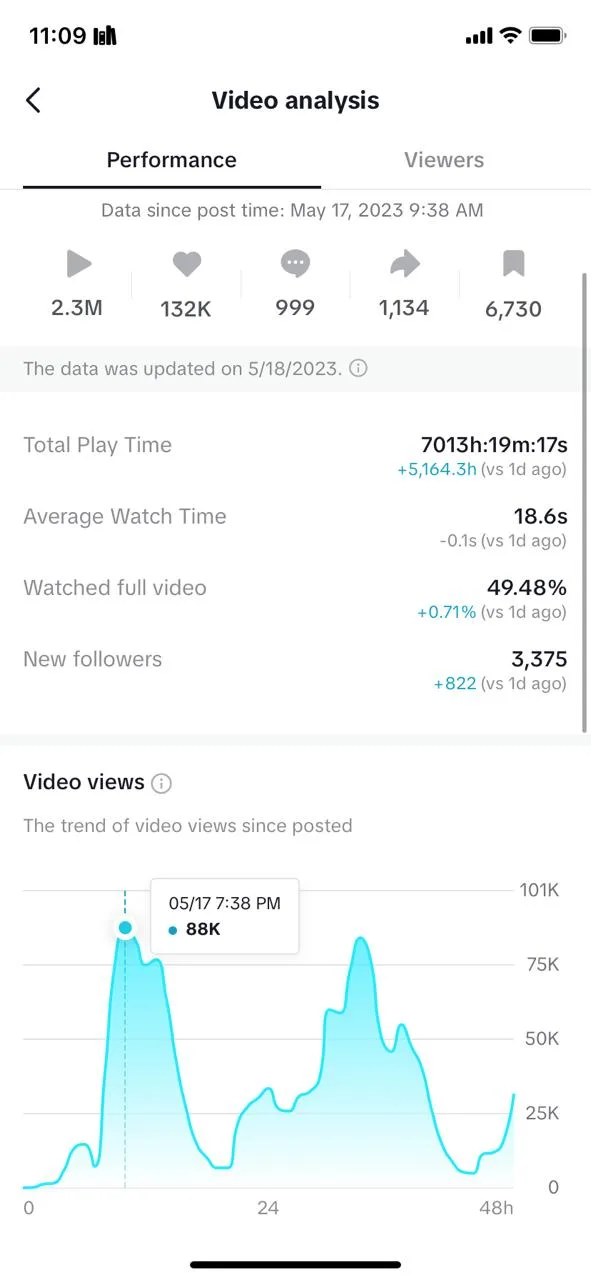 11:09
Video analysis
Performance Viewers
Data since post time: May 17, 2023 9:38 AM
2.3M 132K 999 1,134 6,730
The data was updated on 5/18/2023.
Total Play Time 7013h:19m:17s
+5,164.3h (vs 1d ago)
Average Watch Time 18.6s
-0.1s (vs 1d ago)
Watched full video 49.48%
+0.71% (vs 1d ago)
New followers 3,375
+822 (vs 1d ago)
Video views
The trend of video views since posted
101K
05/17 7:38 PM
88K
75K
50K
25K
0
0 24 48h